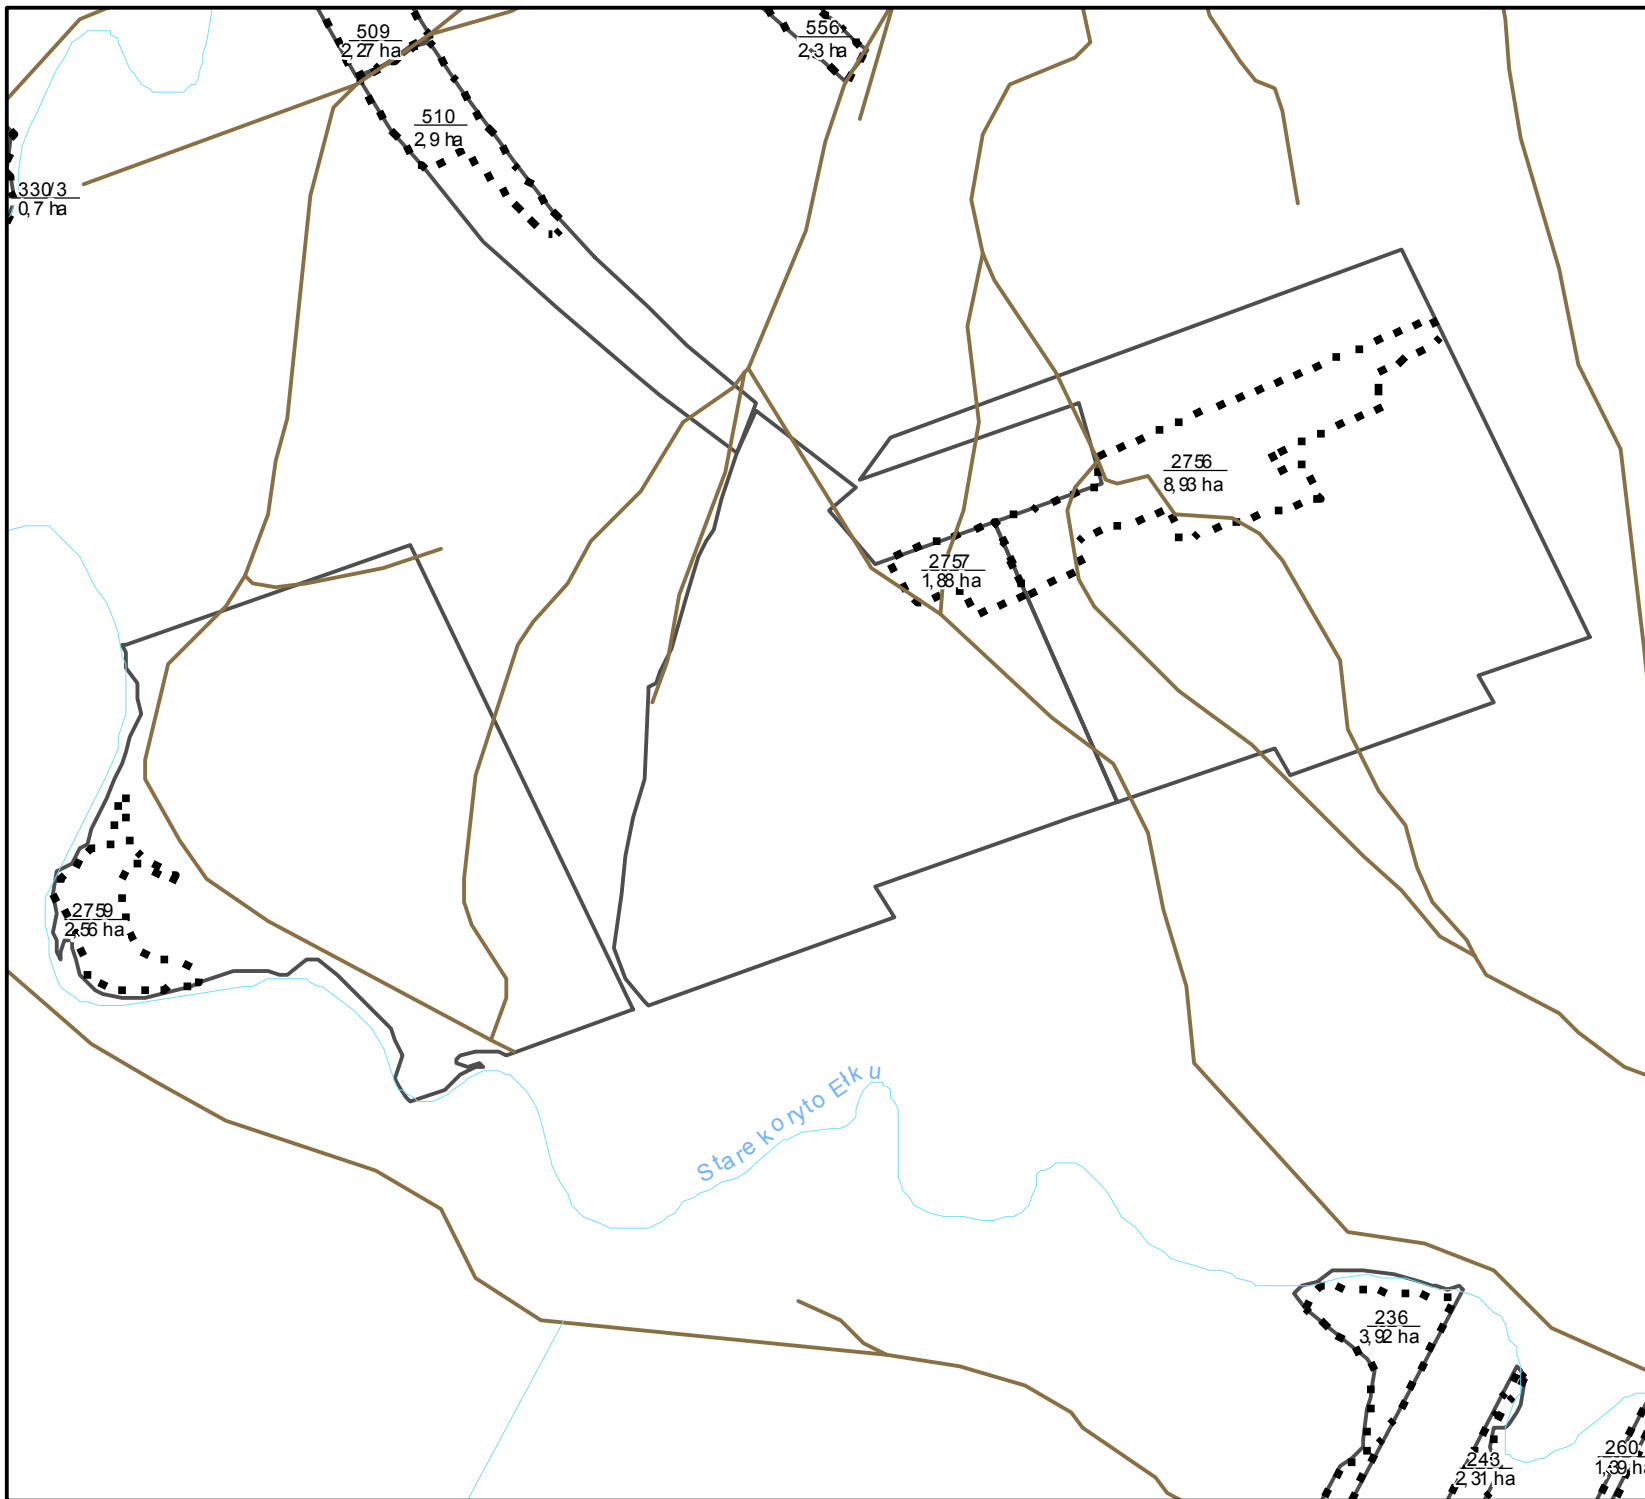 509
2,27 ha
556
2,3 ha
510
2,9 ha
330/3
0,7 ha
2756
8,93 ha
2757
1,88 ha
2759
2,56 ha
Stare koryto Ełku
236
3,92 ha
243
2,31 ha
260
1,39 ha